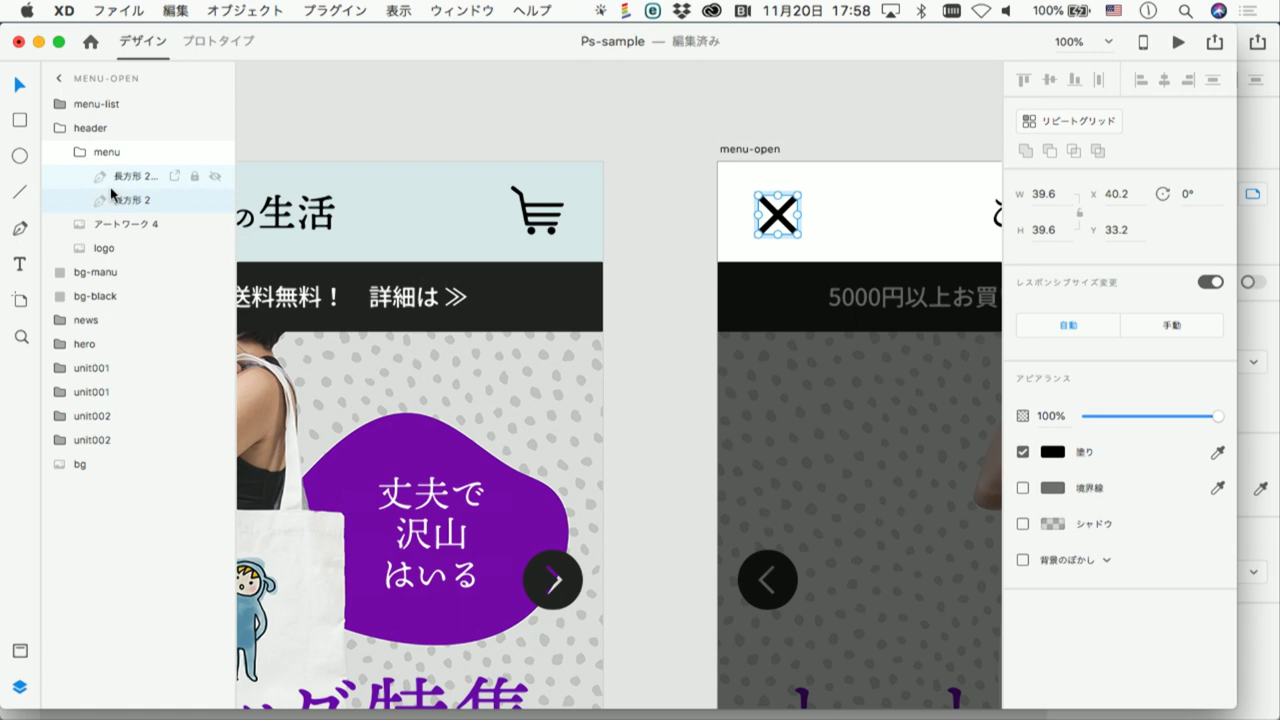 XD ファイル 編集 オブジェクト プラグイン 表示 ウィンドウ ヘルプ 11月20日 17:58 100%
デザイン プロトタイプ Ps-sample — 編集済み 100%
MENU-OPEN
menu-list
header
menu
長方形 2...
長方形 2
アートワーク 4
logo
bg-manu
bg-black
news
hero
unit001
unit001
unit002
unit002
bg
の生活
送料無料！ 詳細は ≫
丈夫で
沢山
はいる
ッグ特集
menu-open
5000円以上お買い
リピートグリッド
W 39.6 X 40.2 0°
H 39.6 Y 33.2
レスポンシブサイズ変更
自動 手動
アピアランス
100%
塗り
境界線
シャドウ
背景のぼかし